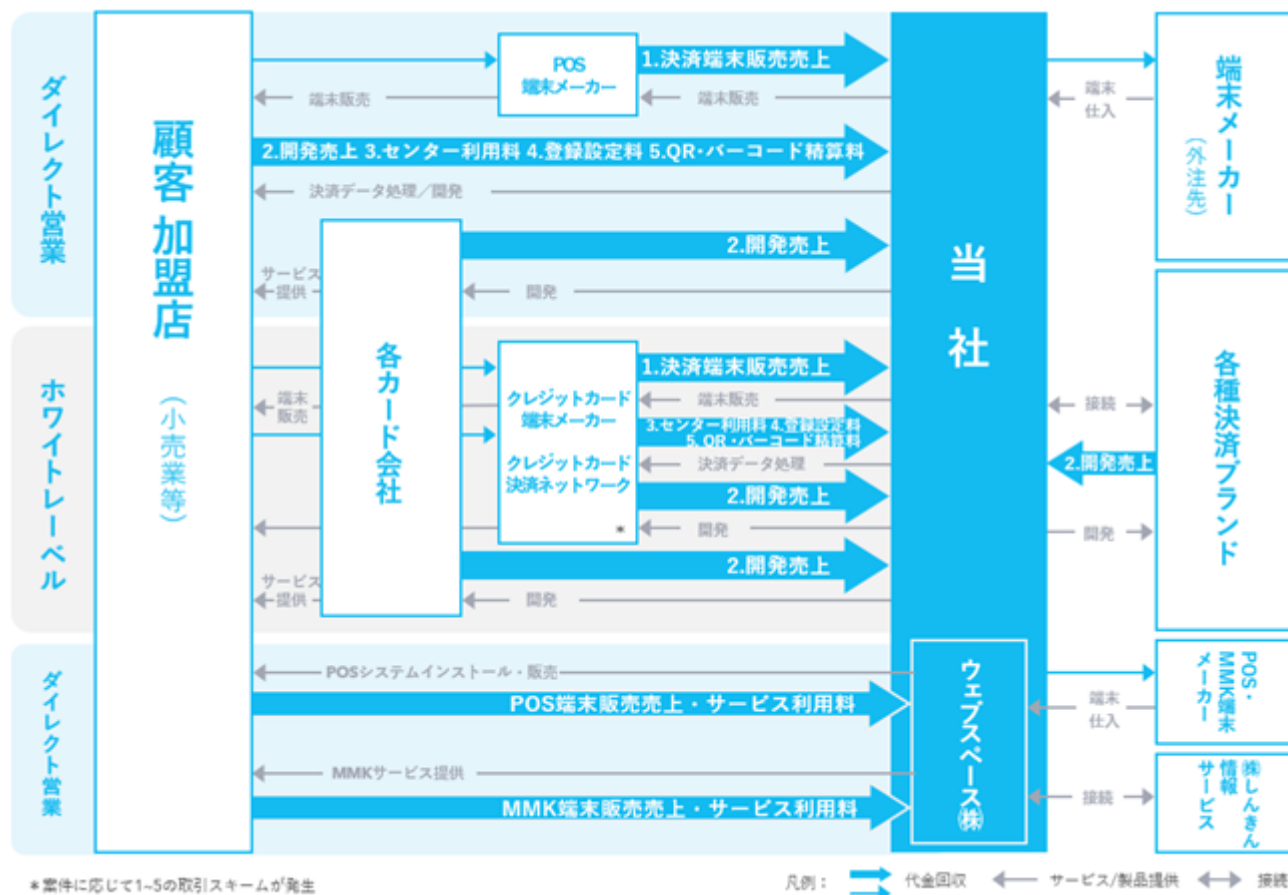 ダイレクト営業
顧客 加盟店
(小売業等)
POS
端末メーカー
1.決済端末販売売上
端末販売
端末販売
2.開発売上 3.センター利用料 4.登録設定料 5.QR・バーコード精算料
決済データ処理/開発
2.開発売上
サービス
提供
開発
当社
端末
仕入
端末メーカー
(外注先)
ホワイトレーベル
各カード会社
端末
販売
クレジットカード
端末メーカー
クレジットカード
決済ネットワーク
*
1.決済端末販売売上
端末販売
3.センター利用料 4.登録設定料
5.QR・バーコード精算料
決済データ処理
2.開発売上
開発
2.開発売上
サービス
提供
開発
接続
2.開発売上
開発
各種決済ブランド
ダイレクト営業
POSシステムインストール・販売
POS端末販売売上・サービス利用料
MMKサービス提供
MMK端末販売売上・サービス利用料
ウェブスペース㈱
端末
仕入
POS・
MMK端末
メーカー
接続
㈱しんきん
情報
サービス
*案件に応じて1~5の取引スキームが発生
凡例:
代金回収
サービス/製品提供
接続